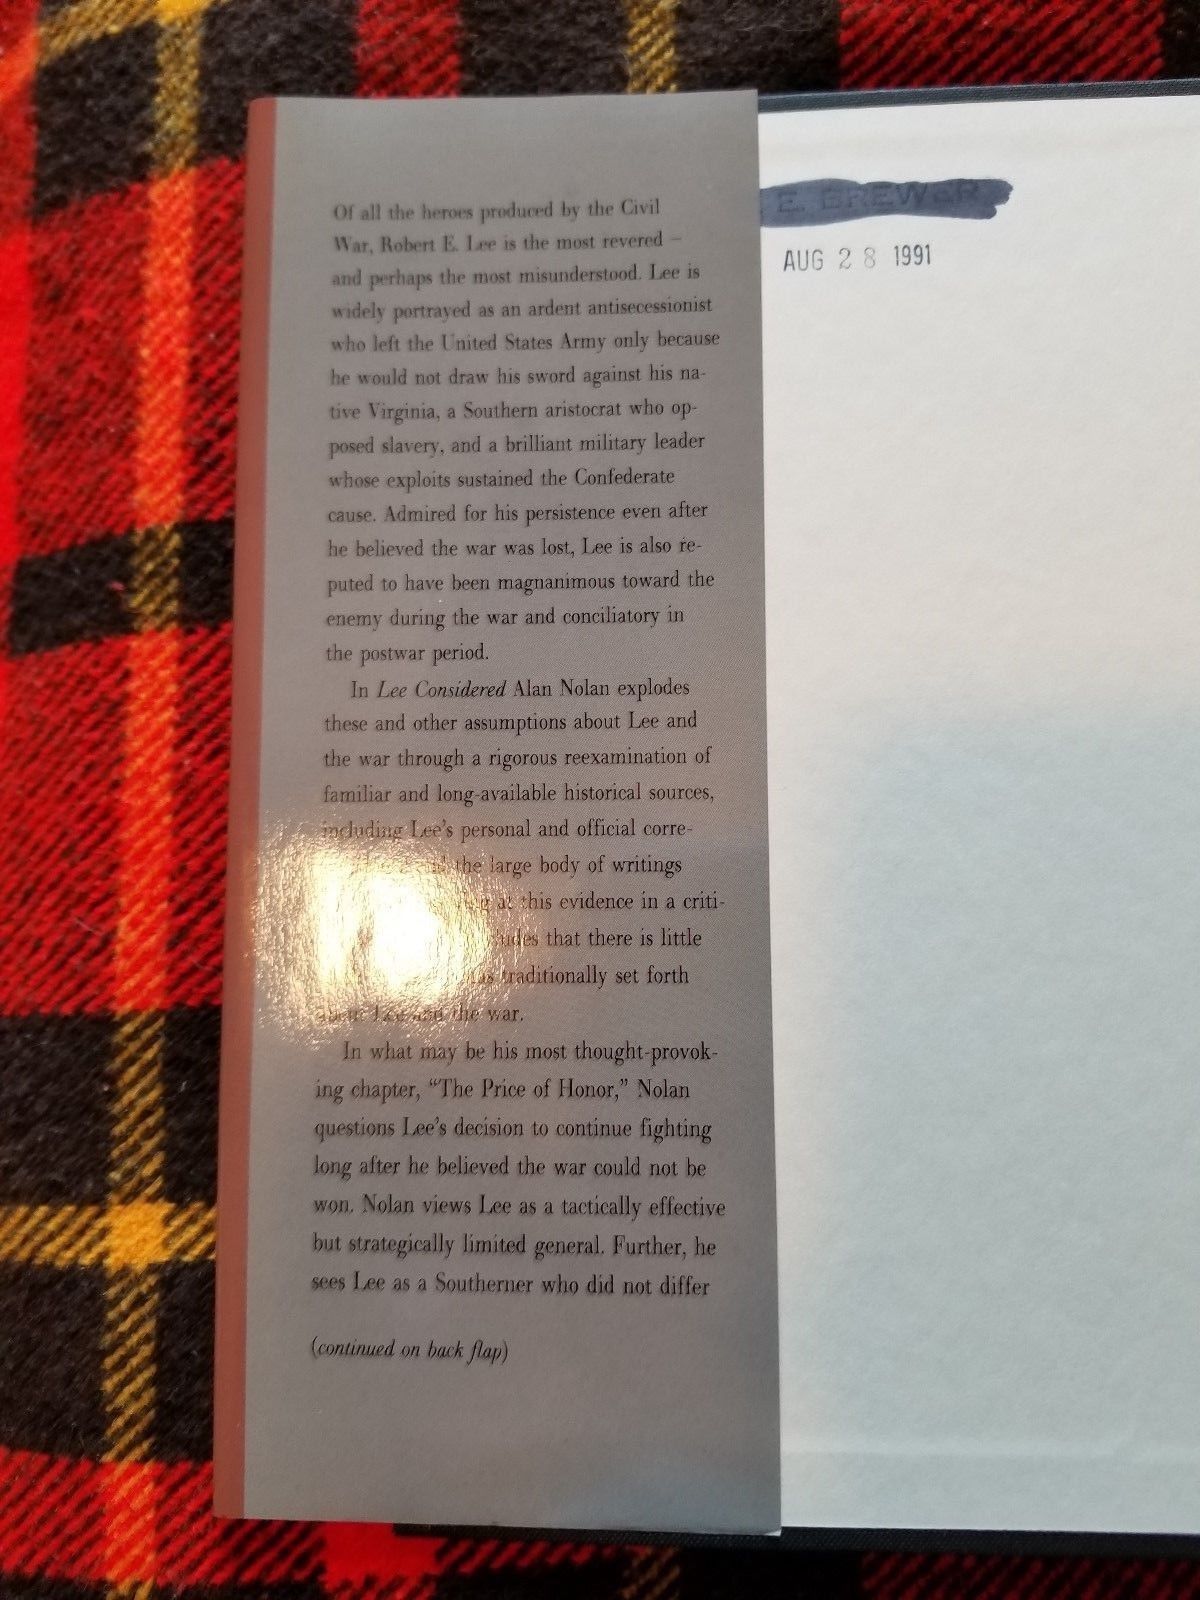 Of all the heroes produced by the Civil
War, Robert E. Lee is the most revered –
and perhaps the most misunderstood. Lee is
widely portrayed as an ardent antisecessionist
who left the United States Army only because
he would not draw his sword against his na-
tive Virginia, a Southern aristocrat who op-
posed slavery, and a brilliant military leader
whose exploits sustained the Confederate
cause. Admired for his persistence even after
he believed the war was lost, Lee is also re-
puted to have been magnanimous toward the
enemy during the war and conciliatory in
the postwar period.
In Lee Considered Alan Nolan explodes
these and other assumptions about Lee and
the war through a rigorous reexamination of
familiar and long-available historical sources,
including Lee's personal and official corre-
the large body of writings
at this evidence in a criti-
that there is little
traditionally set forth
about Lee and the war.
In what may be his most thought-provok-
ing chapter, “The Price of Honor,” Nolan
questions Lee's decision to continue fighting
long after he believed the war could not be
won. Nolan views Lee as a tactically effective
but strategically limited general. Further, he
sees Lee as a Southerner who did not differ
(continued on back flap)
E. BREWER
AUG 28 1991